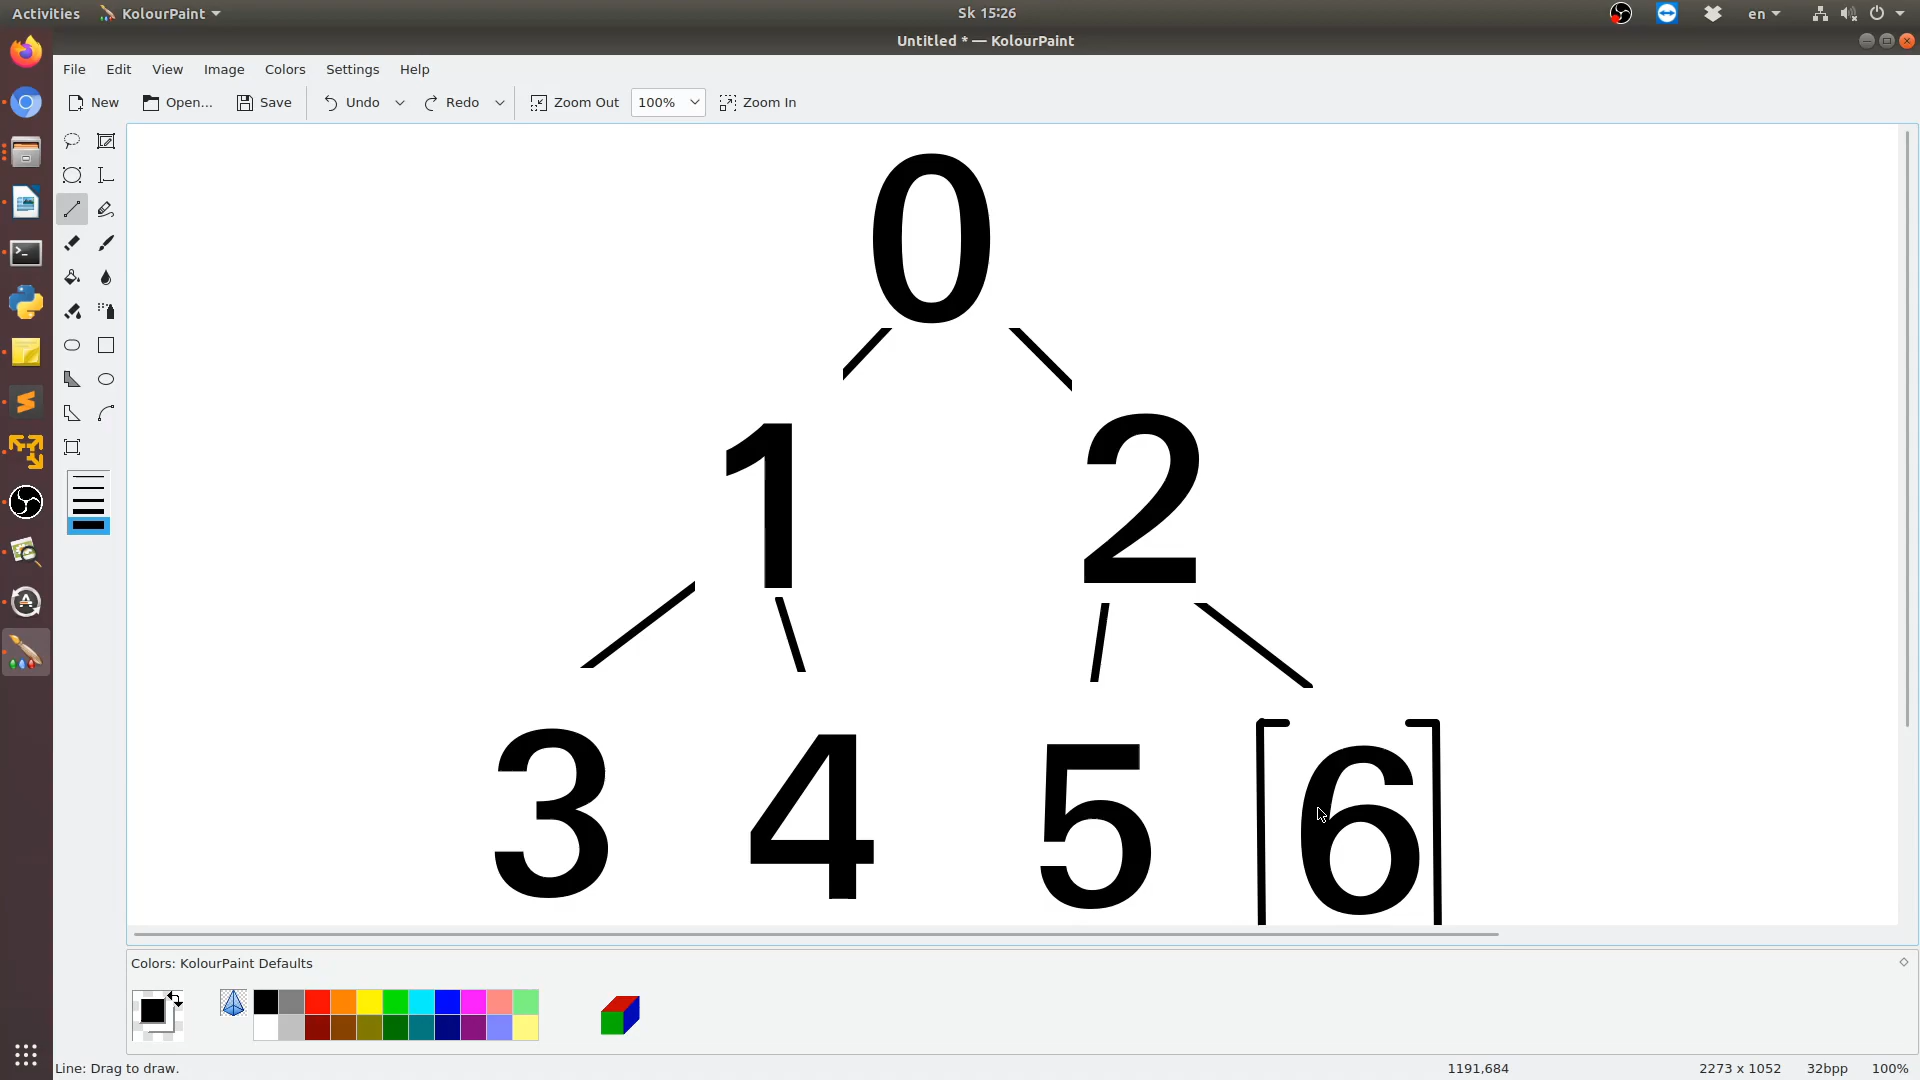 Activities KolourPaint Sk 15:26 en
Untitled * — KolourPaint
File Edit View Image Colors Settings Help
New Open... Save Undo Redo Zoom Out 100% Zoom In
0
1 2
3 4 5 6
Colors: KolourPaint Defaults
Line: Drag to draw. 1191,684 2273 x 1052 32bpp 100%